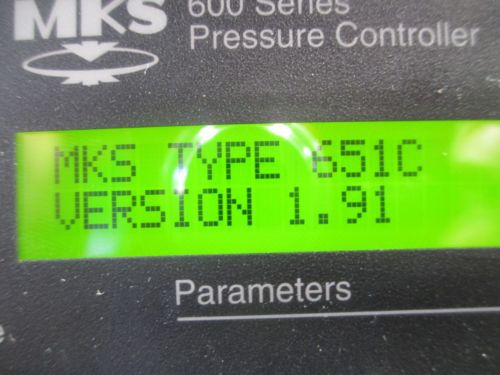 MKS
600 Series
Pressure Controller
MKS TYPE 651C
VERSION 1.91
Parameters